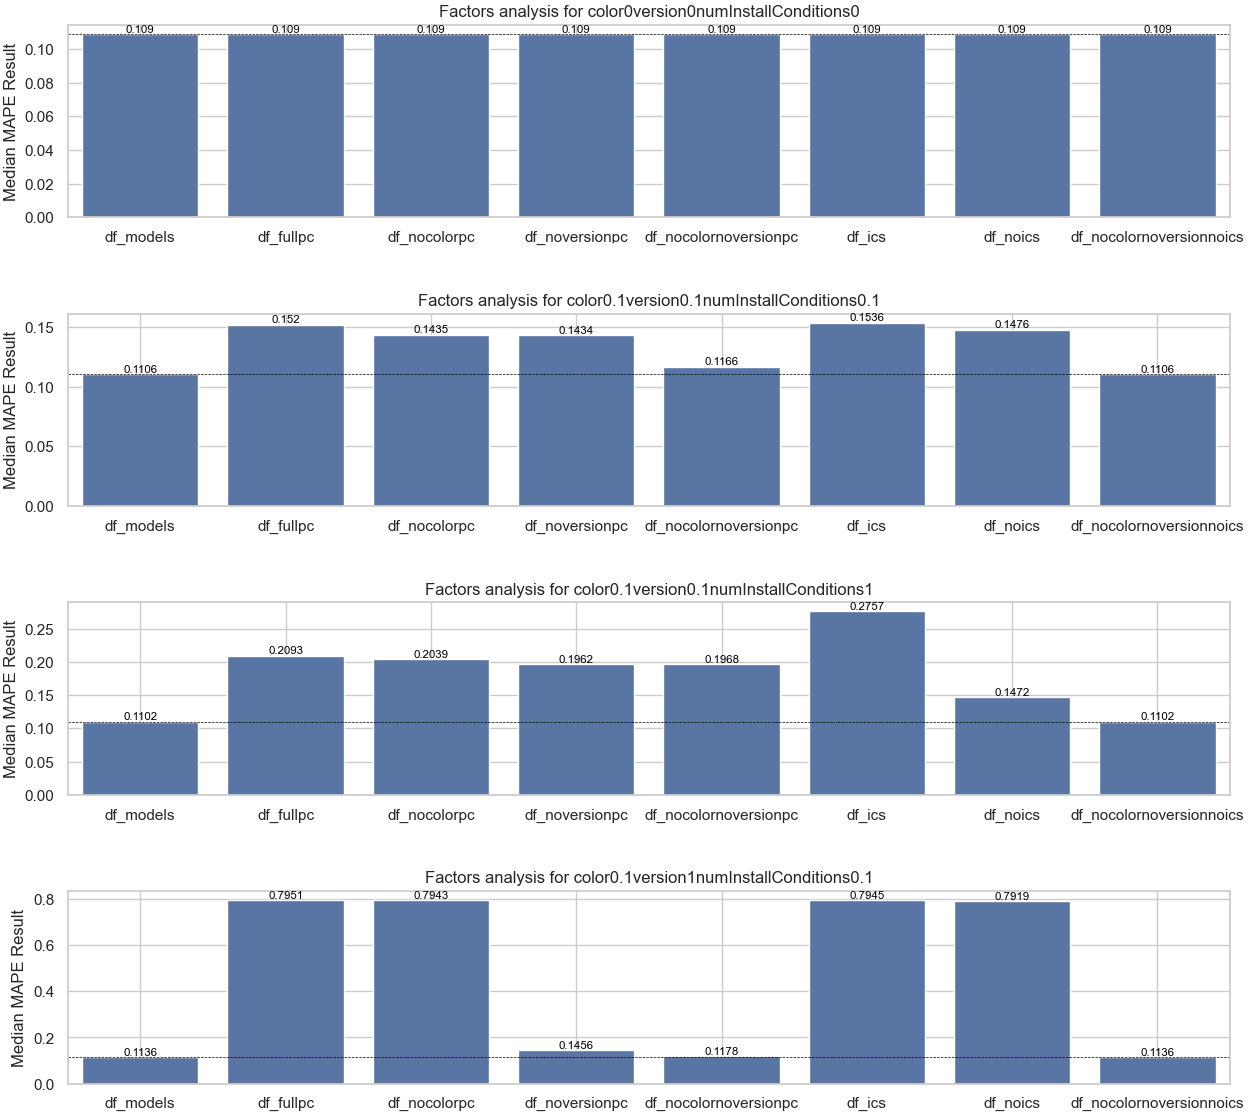 Factors analysis for color0version0numInstallConditions0
0.109 0.109 0.109 0.109 0.109 0.109 0.109 0.109
Median MAPE Result
0.10
0.08
0.06
0.04
0.02
0.00
df_models df_fullpc df_nocolorpc df_noversionpc df_nocolornoversionpc df_ics df_noics df_nocolornoversionnoics
Factors analysis for color0.1version0.1numInstallConditions0.1
0.1106 0.152 0.1435 0.1434 0.1166 0.1536 0.1476 0.1106
Median MAPE Result
0.15
0.10
0.05
0.00
df_models df_fullpc df_nocolorpc df_noversionpc df_nocolornoversionpc df_ics df_noics df_nocolornoversionnoics
Factors analysis for color0.1version0.1numInstallConditions1
0.1102 0.2093 0.2039 0.1962 0.1968 0.2757 0.1472 0.1102
Median MAPE Result
0.25
0.20
0.15
0.10
0.05
0.00
df_models df_fullpc df_nocolorpc df_noversionpc df_nocolornoversionpc df_ics df_noics df_nocolornoversionnoics
Factors analysis for color0.1version1numInstallConditions0.1
0.1136 0.7951 0.7943 0.1456 0.1178 0.7945 0.7919 0.1136
Median MAPE Result
0.8
0.6
0.4
0.2
0.0
df_models df_fullpc df_nocolorpc df_noversionpc df_nocolornoversionpc df_ics df_noics df_nocolornoversionnoics